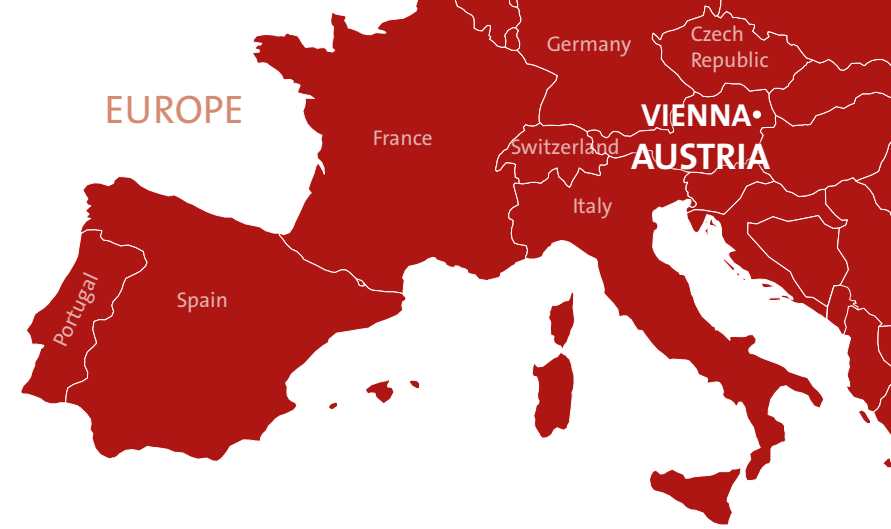 Czech
Republic
Germany
EUROPE
VIENNA•
France
Switzerland
AUSTRIA
Italy
Portugal
Spain